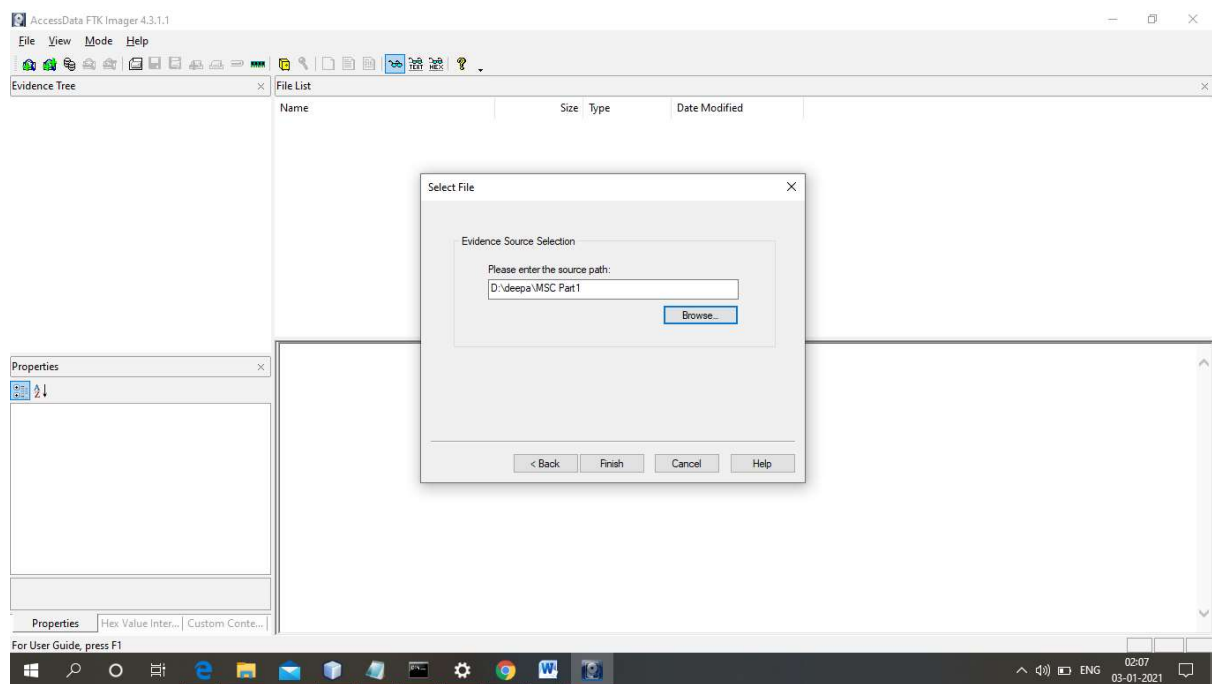 AccessData FTK Imager 4.3.1.1
File View Mode Help
TEXT HEX ?
Evidence Tree
File List
Name Size Type Date Modified
Select File
Evidence Source Selection
Please enter the source path:
D:\deepa\MSC Part1
Browse...
< Back Finish Cancel Help
Properties
Properties Hex Value Inter... Custom Conte...
For User Guide, press F1
ENG 02:07
03-01-2021